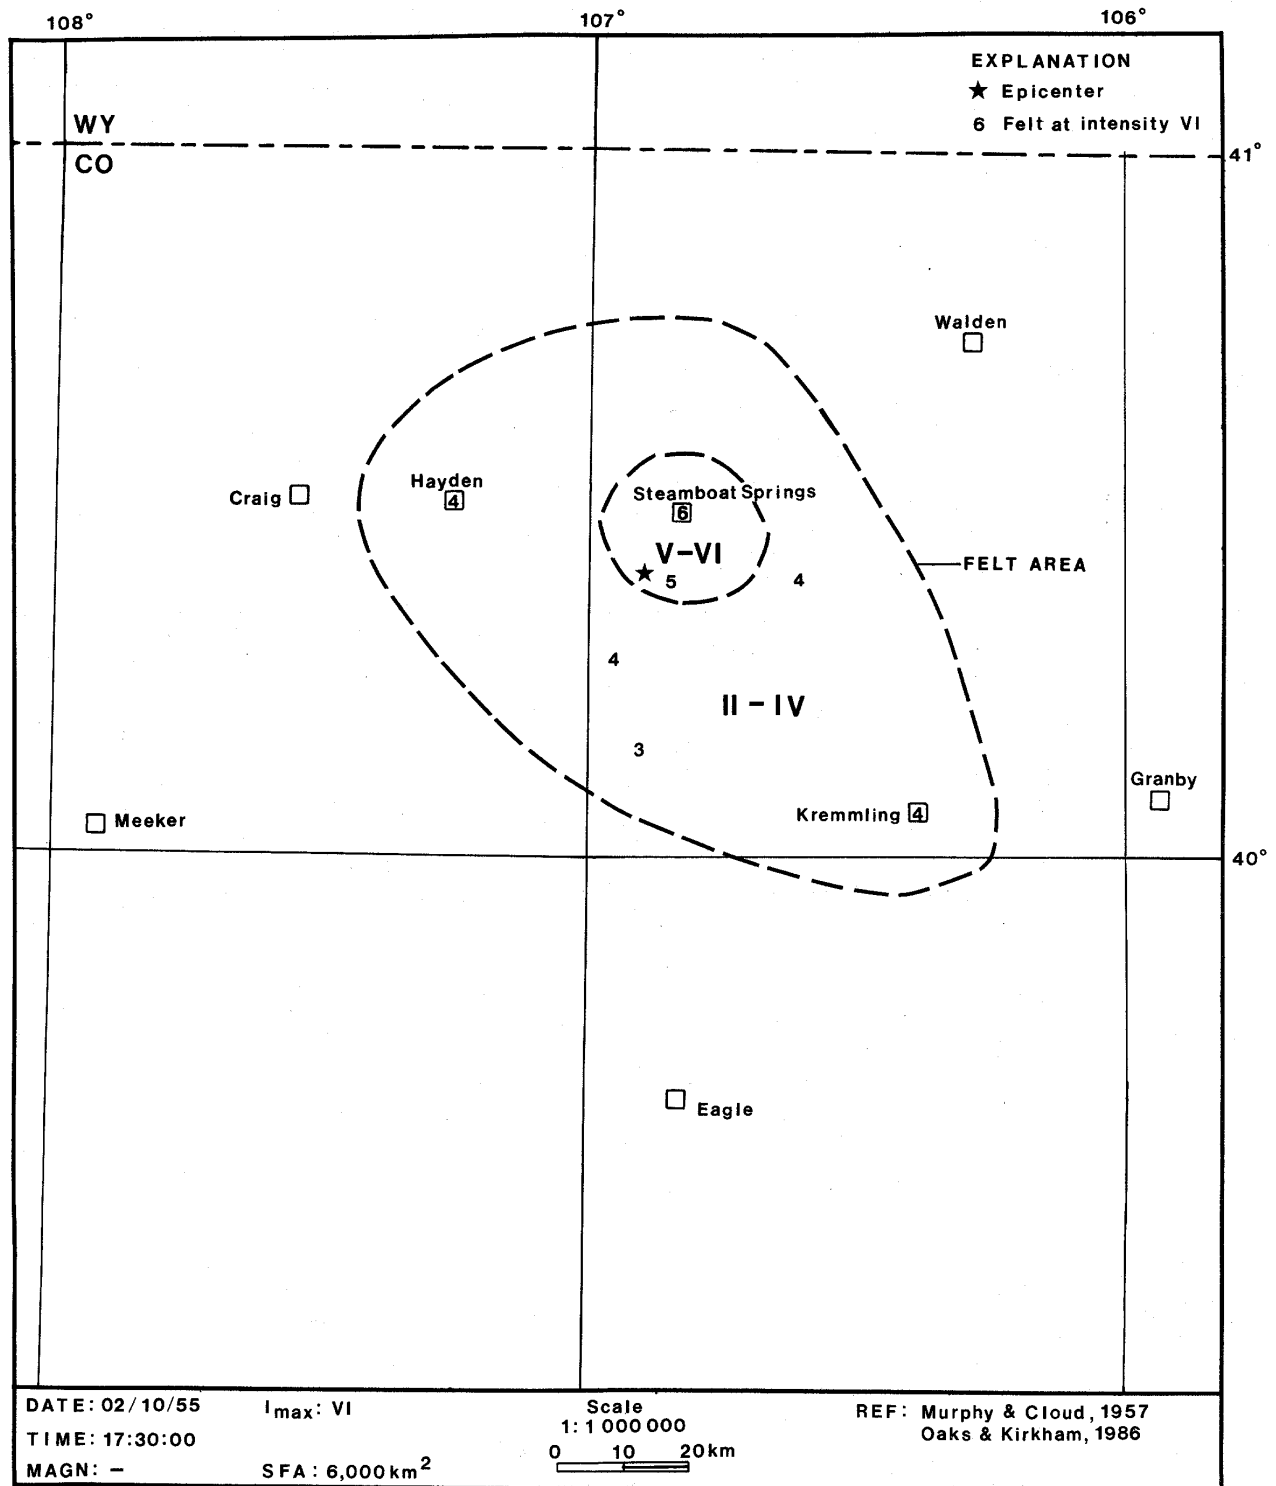 108° 107° 106°
EXPLANATION
★ Epicenter
6 Felt at intensity VI
WY
CO
41°
Walden
Craig
Hayden
4
Steamboat Springs
6
V-VI
5
4
FELT AREA
4
II-IV
3
Granby
Kremmling 4
Meeker
40°
Eagle
DATE: 02/10/55 Imax: VI
TIME: 17:30:00
MAGN: - SFA: 6,000 km²
Scale
1:1 000 000
0 10 20 km
REF: Murphy & Cloud, 1957
Oaks & Kirkham, 1986